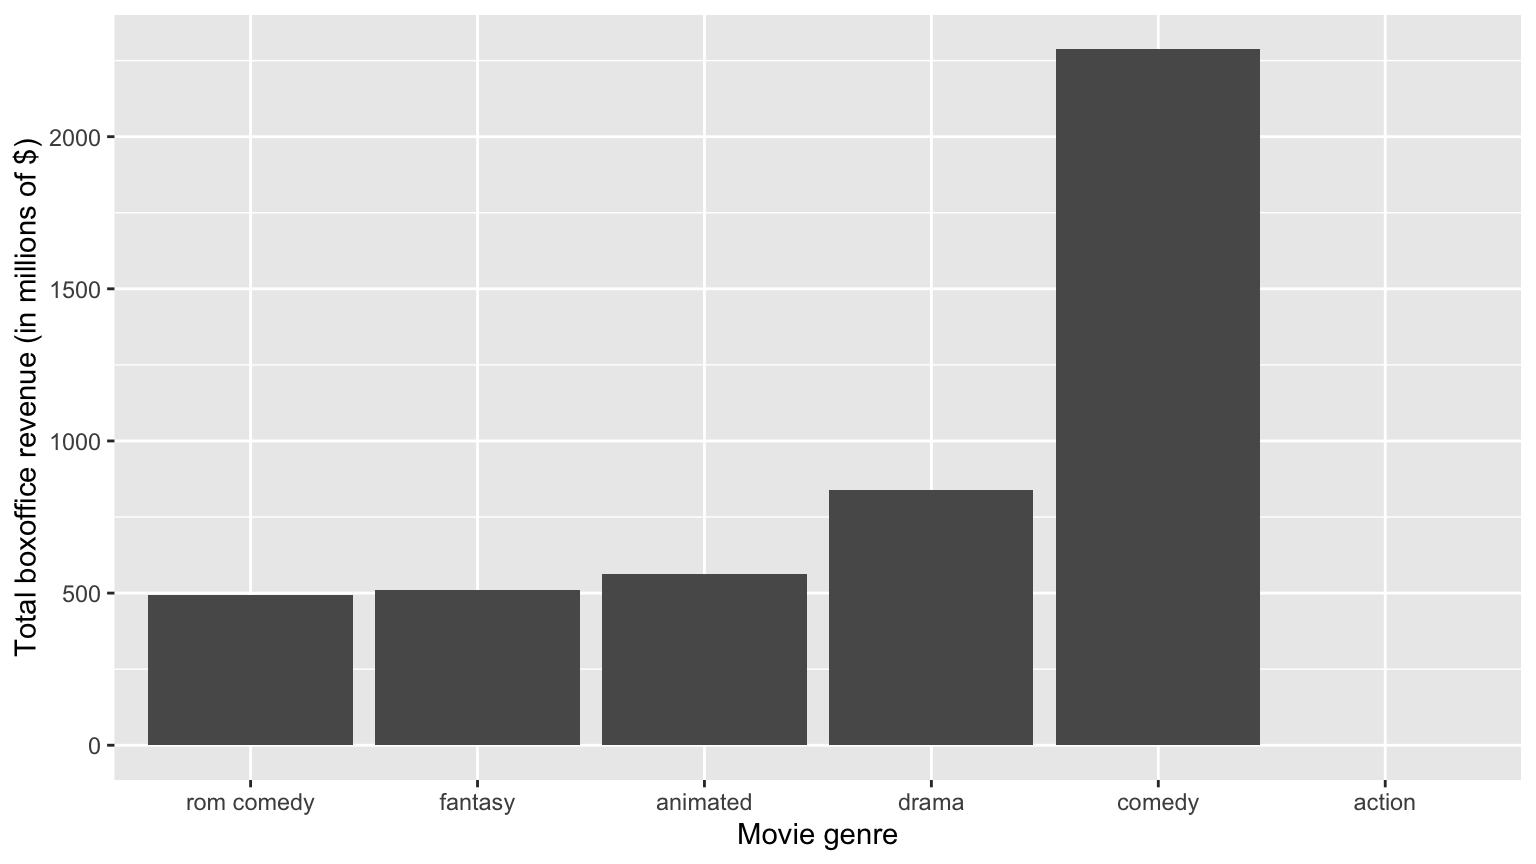 Total boxoffice revenue (in millions of $)
2000
1500
1000
500
0
rom comedy fantasy animated drama comedy action
Movie genre